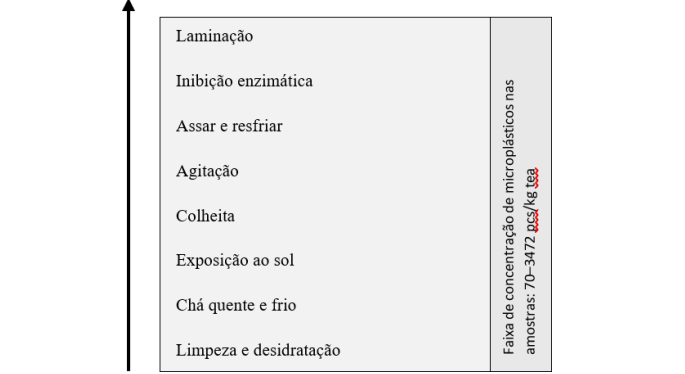 Laminação
Inibição enzimática
Assar e resfriar
Agitação
Colheita
Exposição ao sol
Chá quente e frio
Limpeza e desidratação
Faixa de concentração de microplásticos nas
amostras: 70–3472 pcs/kg tea